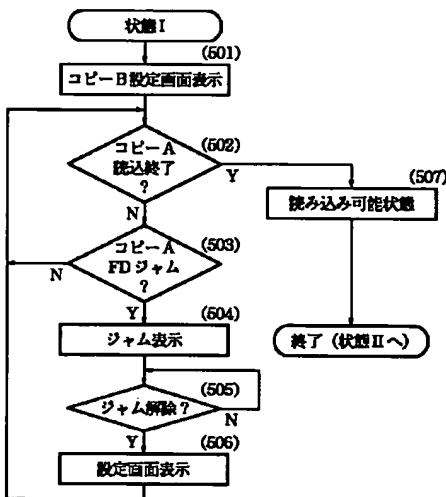 状態Ⅰ
(501)
コピーB設定画面表示
コピーA
読込終了
?
(502)
Y
N
(507)
読み込み可能状態
終了(状態Ⅱへ)
コピーA
FDジャム
?
(503)
N
Y
(504)
ジャム表示
(505)
ジャム解除?
N
Y
(506)
設定画面表示